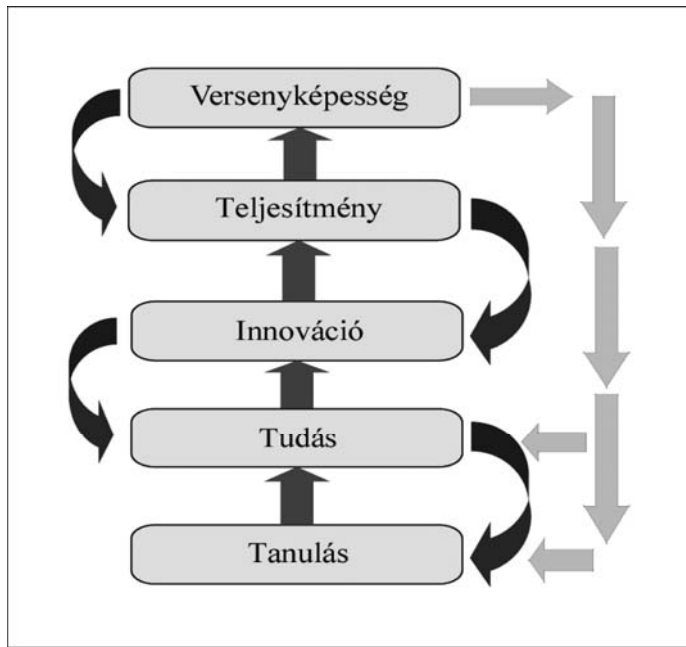 Versenyképesség
Teljesítmény
Innováció
Tudás
Tanulás